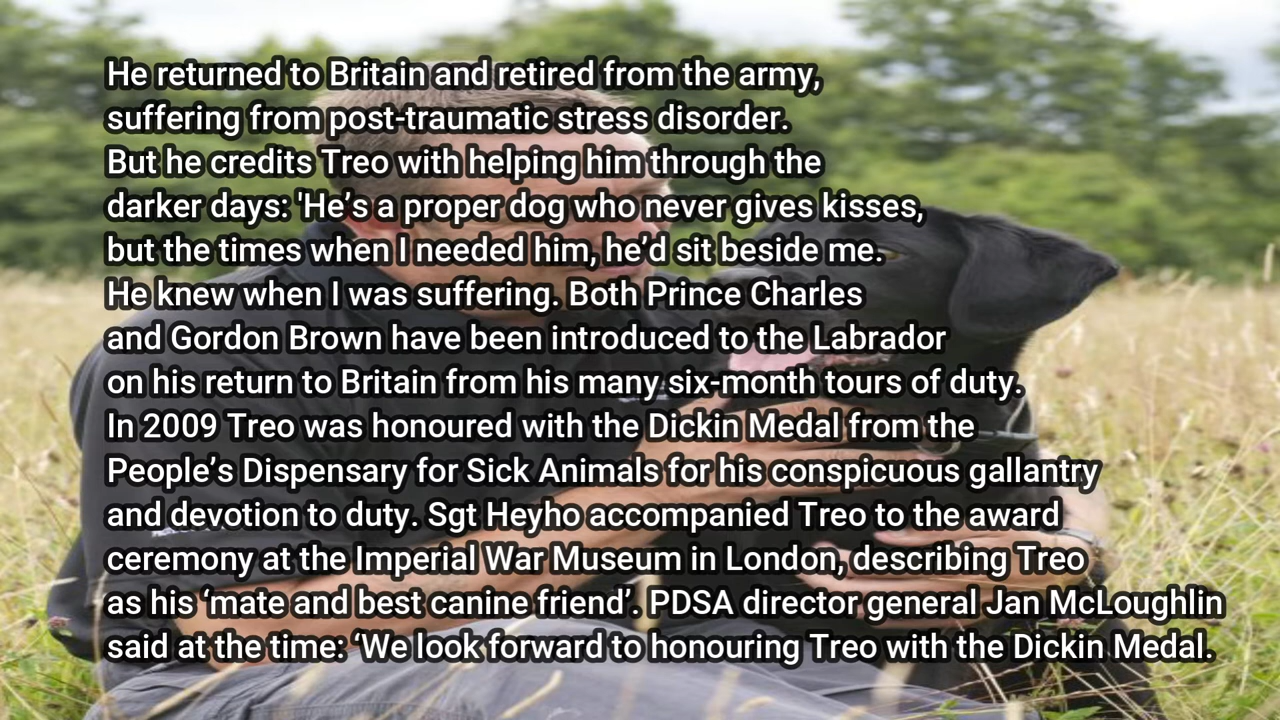 He returned to Britain and retired from the army,
suffering from post-traumatic stress disorder.
But he credits Treo with helping him through the
darker days: 'He’s a proper dog who never gives kisses,
but the times when I needed him, he’d sit beside me.
He knew when I was suffering. Both Prince Charles
and Gordon Brown have been introduced to the Labrador
on his return to Britain from his many six-month tours of duty.
In 2009 Treo was honoured with the Dickin Medal from the
People’s Dispensary for Sick Animals for his conspicuous gallantry
and devotion to duty. Sgt Heyho accompanied Treo to the award
ceremony at the Imperial War Museum in London, describing Treo
as his ‘mate and best canine friend’. PDSA director general Jan McLoughlin
said at the time: ‘We look forward to honouring Treo with the Dickin Medal.